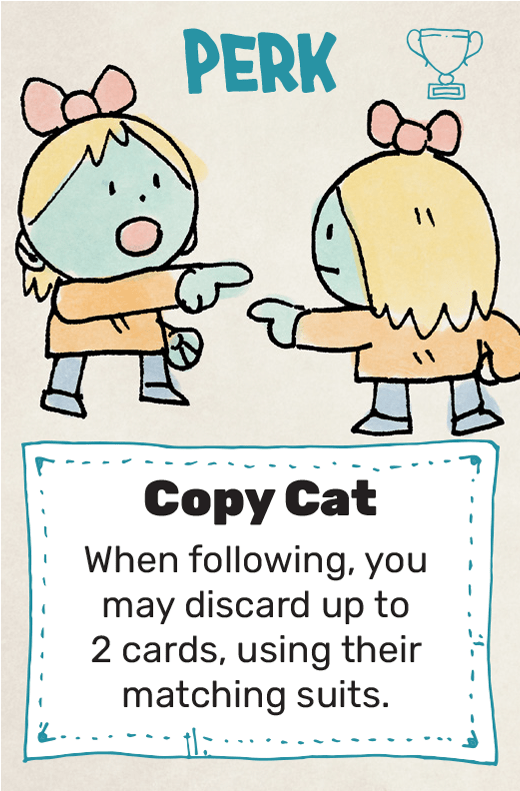 PERK
Copy Cat
When following, you
may discard up to
2 cards, using their
matching suits.